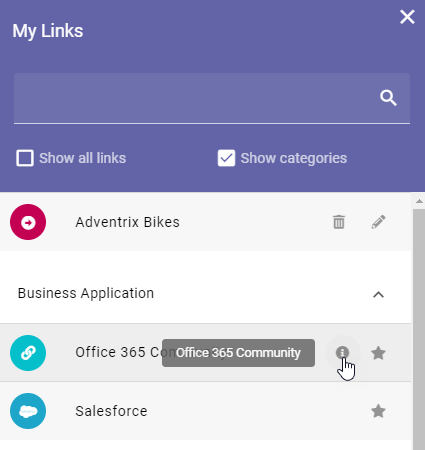 My Links
Show all links
Show categories
Adventrix Bikes
Business Application
Office 365 Co
Office 365 Community
Salesforce